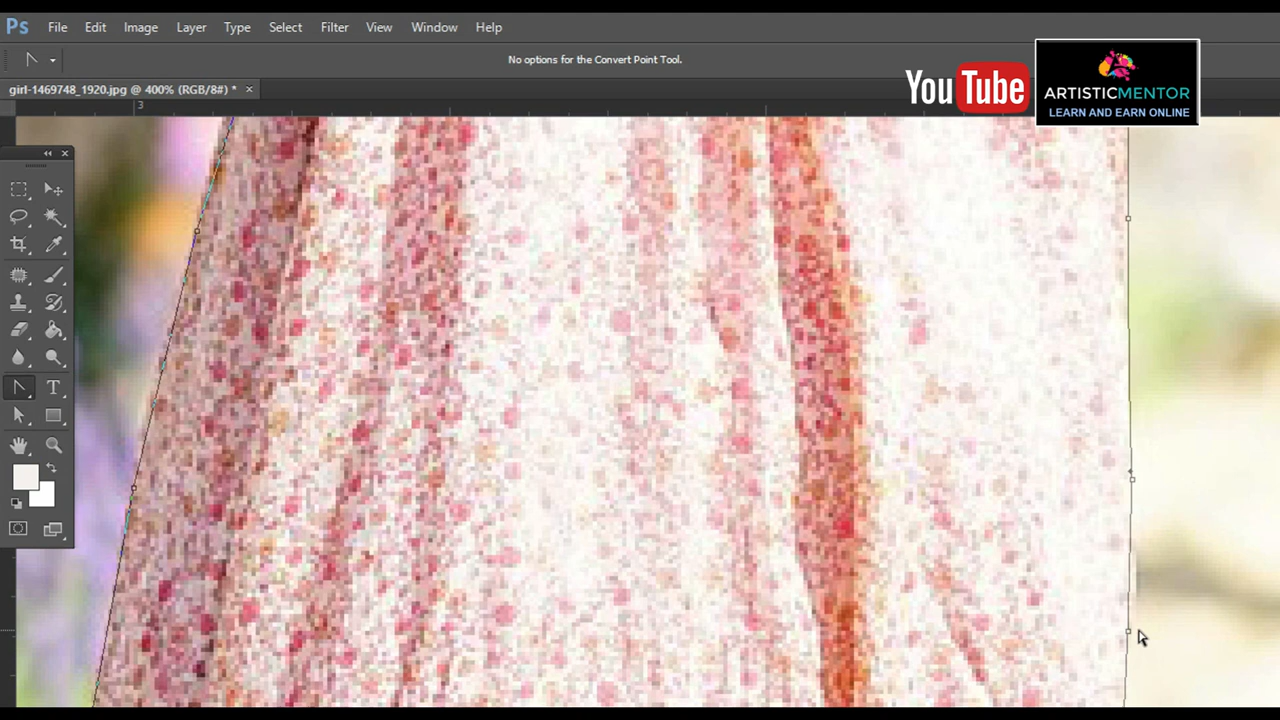 Ps File Edit Image Layer Type Select Filter View Window Help
No options for the Convert Point Tool.
girl-1469748_1920.jpg @ 400% (RGB/8#) * ×
3
YouTube
ARTISTICMENTOR
LEARN AND EARN ONLINE
T